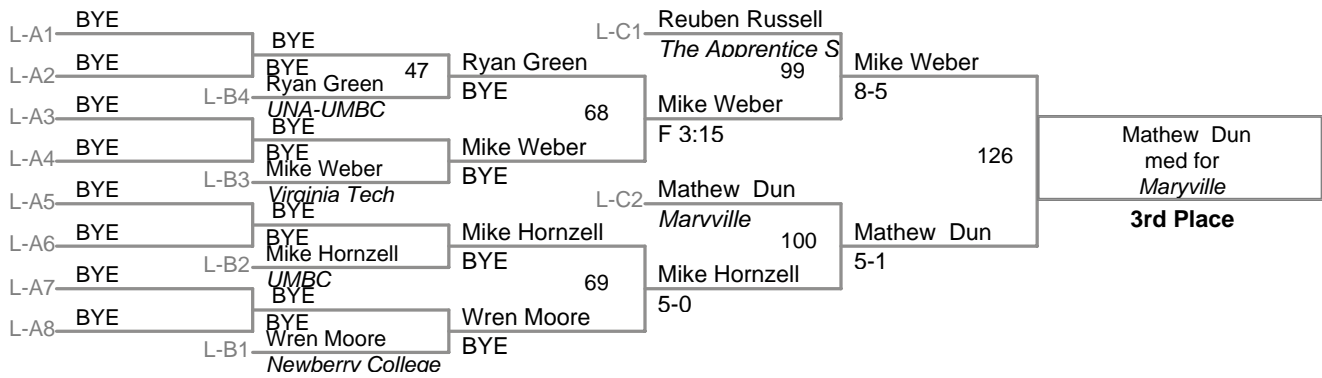 L-A1 BYE
L-A2 BYE
L-A3 BYE
L-A4 BYE
L-A5 BYE
L-A6 BYE
L-A7 BYE
L-A8 BYE
BYE
BYE 47
L-B4 Ryan Green
UNA-UMBC
BYE
BYE
L-B3 Mike Weber
Virginia Tech
BYE
BYE
L-B2 Mike Hornzell
UMBC
BYE
BYE
L-B1 Wren Moore
Newberry College
Ryan Green
BYE
68
Mike Weber
BYE
Mike Hornzell
BYE
69
Wren Moore
BYE
L-C1 Reuben Russell
The Apprentice S
99
Mike Weber
F 3:15
L-C2 Mathew Dun
Maryville
100
Mike Hornzell
5-0
Mike Weber
8-5
126
Mathew Dun
5-1
Mathew Dun
med for
Maryville
3rd Place